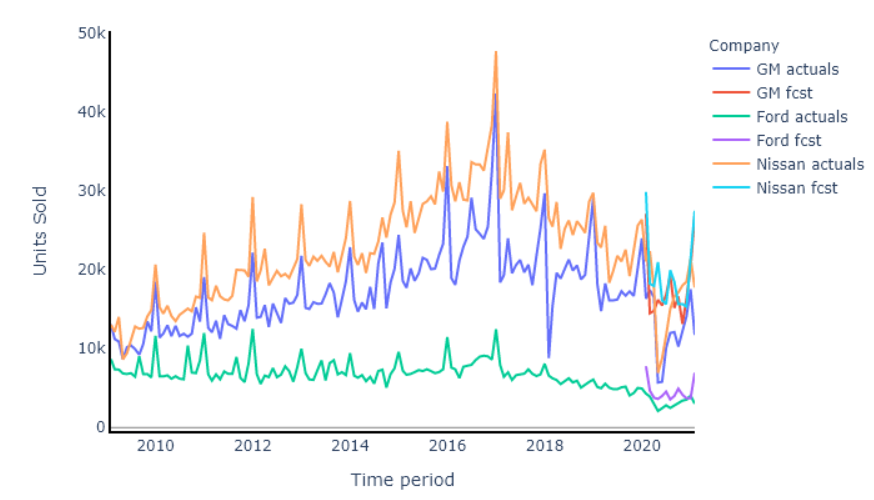 Units Sold
50k
40k
30k
20k
10k
0
2010 2012 2014 2016 2018 2020
Time period
Company
GM actuals
GM fcst
Ford actuals
Ford fcst
Nissan actuals
Nissan fcst